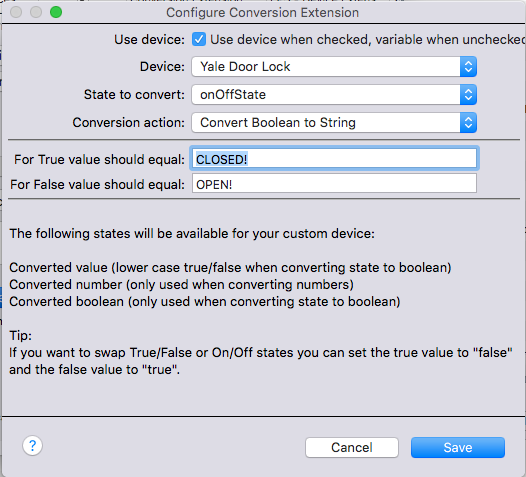 Configure Conversion Extension
Use device: Use device when checked, variable when unchecked
Device: Yale Door Lock
State to convert: onOffState
Conversion action: Convert Boolean to String
For True value should equal: CLOSED!
For False value should equal: OPEN!
The following states will be available for your custom device:
Converted value (lower case true/false when converting state to boolean)
Converted number (only used when converting numbers)
Converted boolean (only used when converting state to boolean)
Tip:
If you want to swap True/False or On/Off states you can set the true value to "false"
and the false value to "true".
? Cancel Save